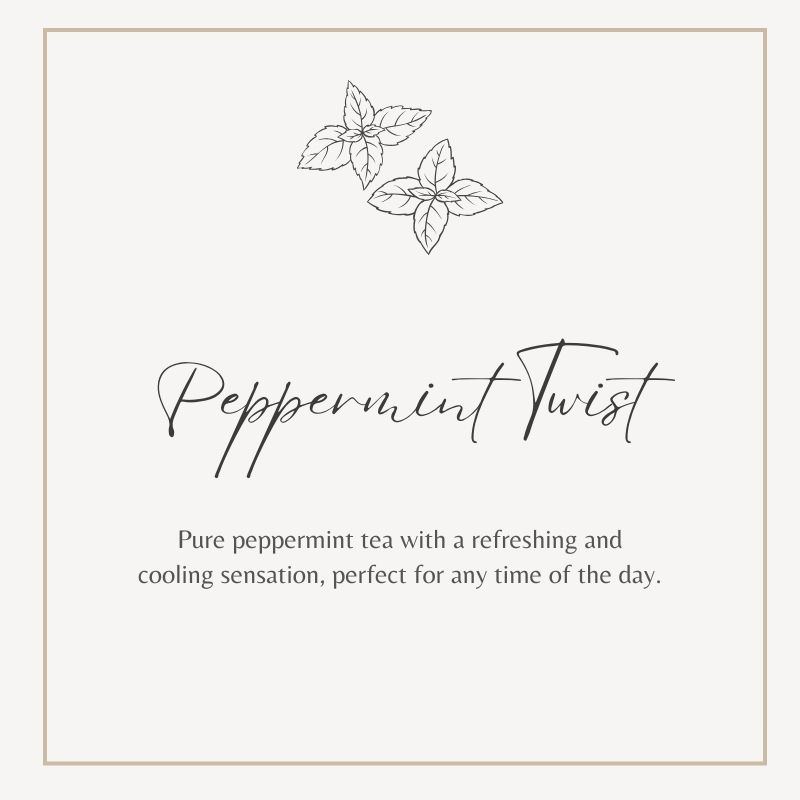 Peppermint Twist
Pure peppermint tea with a refreshing and
cooling sensation, perfect for any time of the day.